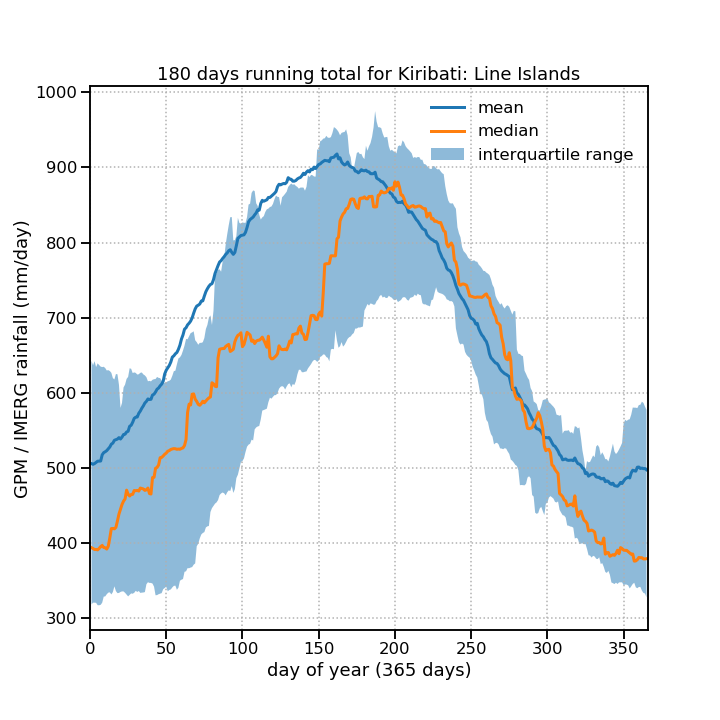 180 days running total for Kiribati: Line Islands
GPM / IMERG rainfall (mm/day)
1000
900
800
700
600
500
400
300
mean
median
interquartile range
0 50 100 150 200 250 300 350
day of year (365 days)